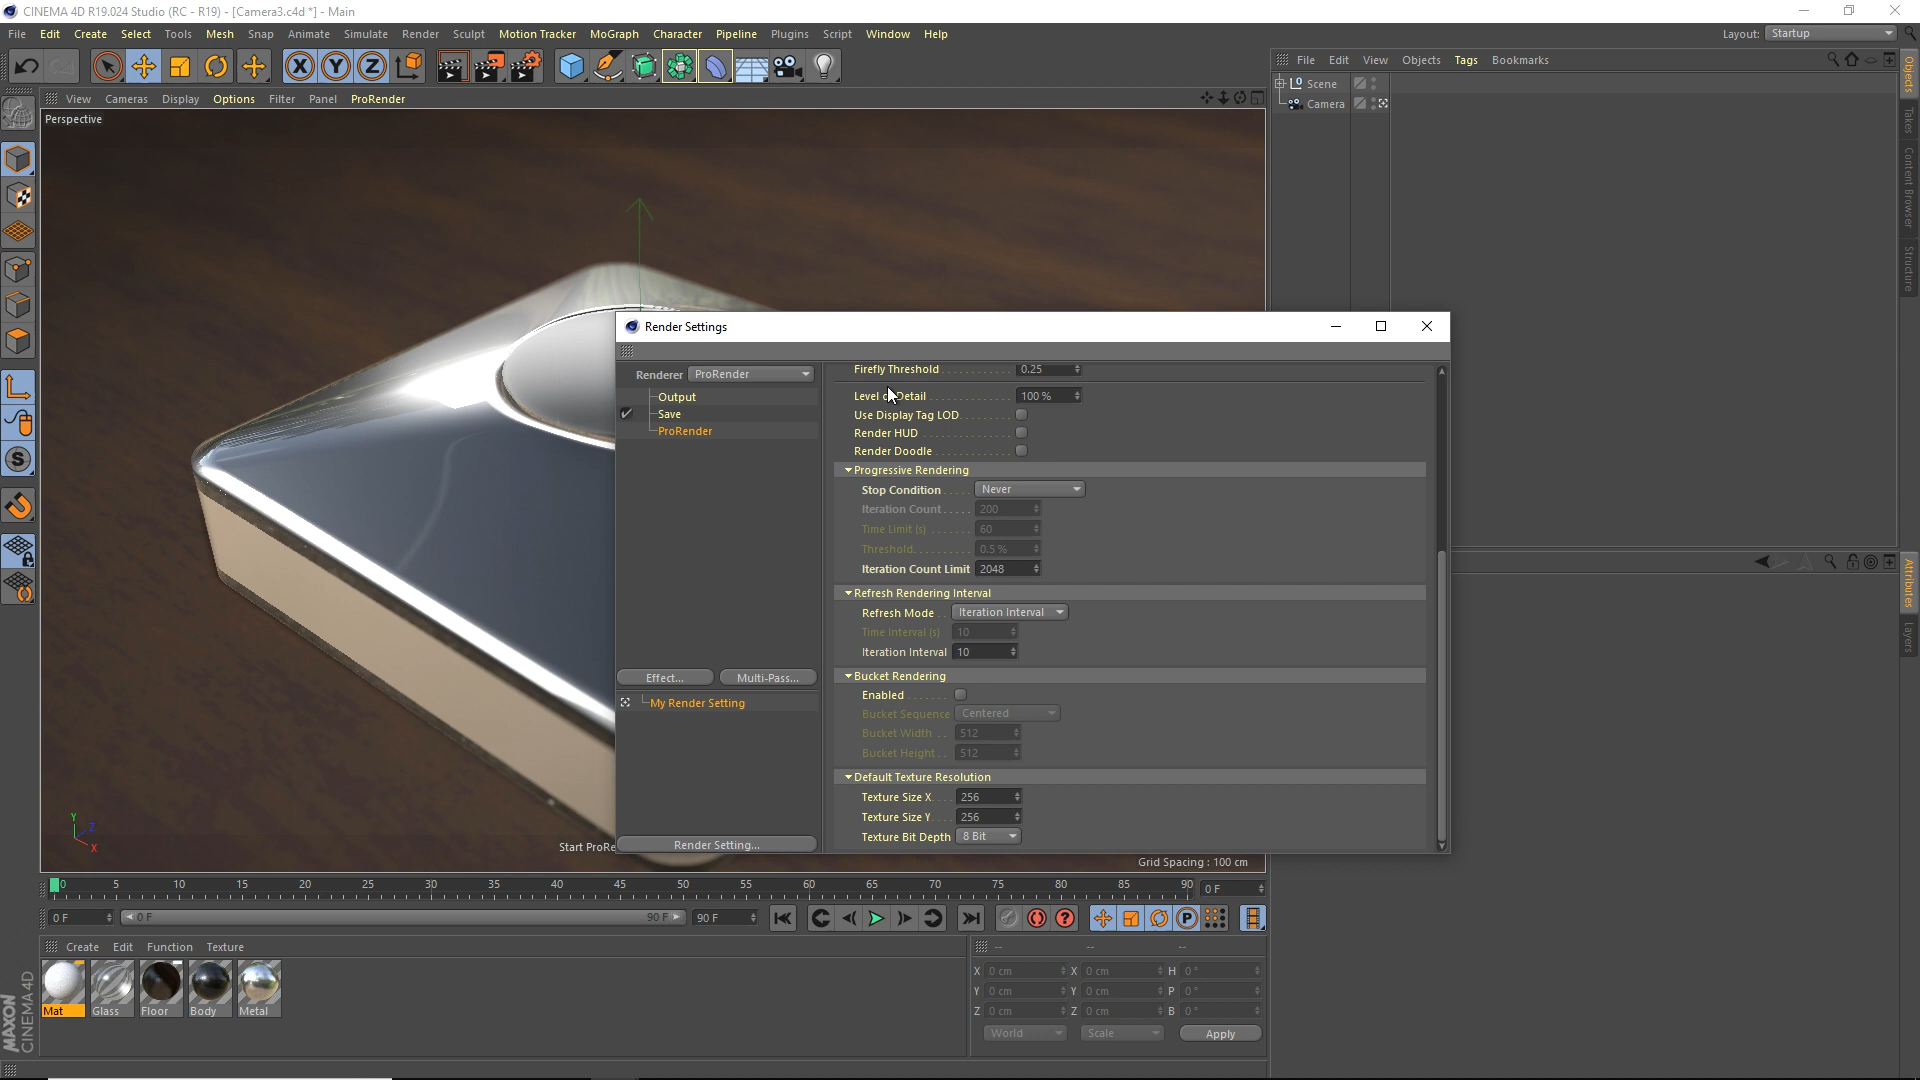 CINEMA 4D R19.024 Studio (RC - R19) - [Camera3.c4d *] - Main
File Edit Create Select Tools Mesh Snap Animate Simulate Render Sculpt Motion Tracker MoGraph Character Pipeline Plugins Script Window Help
Layout: Startup
X Y Z
File Edit View Objects Tags Bookmarks
View Cameras Display Options Filter Panel ProRender
Perspective
Scene
Camera
Objects
Takes
Content Browser
Structure
Attributes
Layers
Render Settings
Renderer ProRender
Output
Save
ProRender
Effect... Multi-Pass...
My Render Setting
Render Setting...
Firefly Threshold 0.25
Level of Detail 100 %
Use Display Tag LOD
Render HUD
Render Doodle
Progressive Rendering
Stop Condition Never
Iteration Count 200
Time Limit (s) 60
Threshold 0.5 %
Iteration Count Limit 2048
Refresh Rendering Interval
Refresh Mode Iteration Interval
Time Interval (s) 10
Iteration Interval 10
Bucket Rendering
Enabled
Bucket Sequence Centered
Bucket Width 512
Bucket Height 512
Default Texture Resolution
Texture Size X 256
Texture Size Y 256
Texture Bit Depth 8 Bit
Y Z X
Start ProRe
Grid Spacing : 100 cm
0 5 10 15 20 25 30 35 40 45 50 55 60 65 70 75 80 85 90 0 F
0 F 0 F 90 F 90 F
Create Edit Function Texture
Mat Glass Floor Body Metal
-- -- --
X 0 cm X 0 cm H 0 °
Y 0 cm Y 0 cm P 0 °
Z 0 cm Z 0 cm B 0 °
World Scale Apply
MAXON
CINEMA 4D